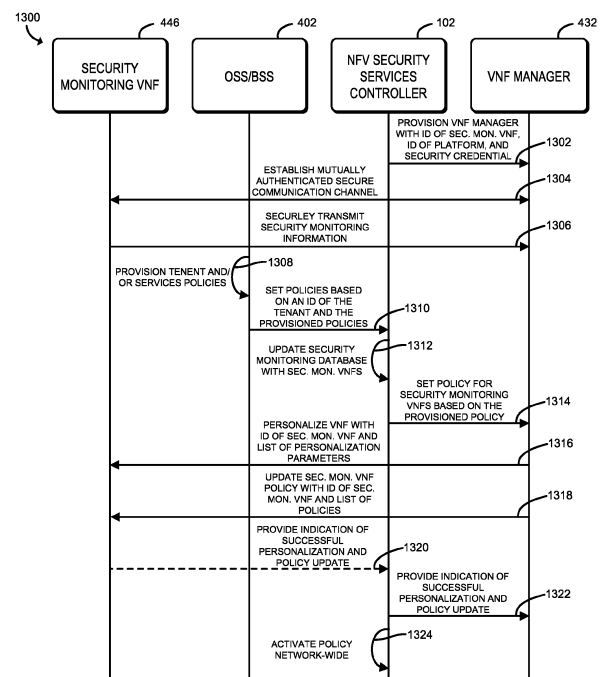 1300
446
402
102
432
SECURITY
MONITORING VNF
OSS/BSS
NFV SECURITY
SERVICES
CONTROLLER
VNF MANAGER
PROVISION VNF MANAGER
WITH ID OF SEC. MON. VNF,
ID OF PLATFORM, AND
SECURITY CREDENTIAL
1302
ESTABLISH MUTUALLY
AUTHENTICATED SECURE
COMMUNICATION CHANNEL
1304
SECURLEY TRANSMIT
SECURITY MONITORING
INFORMATION
1306
1308
PROVISION TENENT AND/
OR SERVICES POLICIES
SET POLICIES BASED
ON AN ID OF THE
TENANT AND THE
PROVISIONED POLICIES
1310
1312
UPDATE SECURITY
MONITORING DATABASE
WITH SEC. MON. VNFS
SET POLICY FOR
SECURITY MONITORING
VNFS BASED ON THE
PROVISIONED POLICY
1314
PERSONALIZE VNF WITH
ID OF SEC. MON. VNF AND
LIST OF PERSONALIZATION
PARAMETERS
1316
UPDATE SEC. MON. VNF
POLICY WITH ID OF SEC.
MON. VNF AND LIST OF
POLICIES
1318
PROVIDE INDICATION OF
SUCCESSFUL
PERSONALIZATION AND
POLICY UPDATE
1320
PROVIDE INDICATION OF
SUCCESSFUL
PERSONALIZATION AND
POLICY UPDATE
1322
1324
ACTIVATE POLICY
NETWORK-WIDE